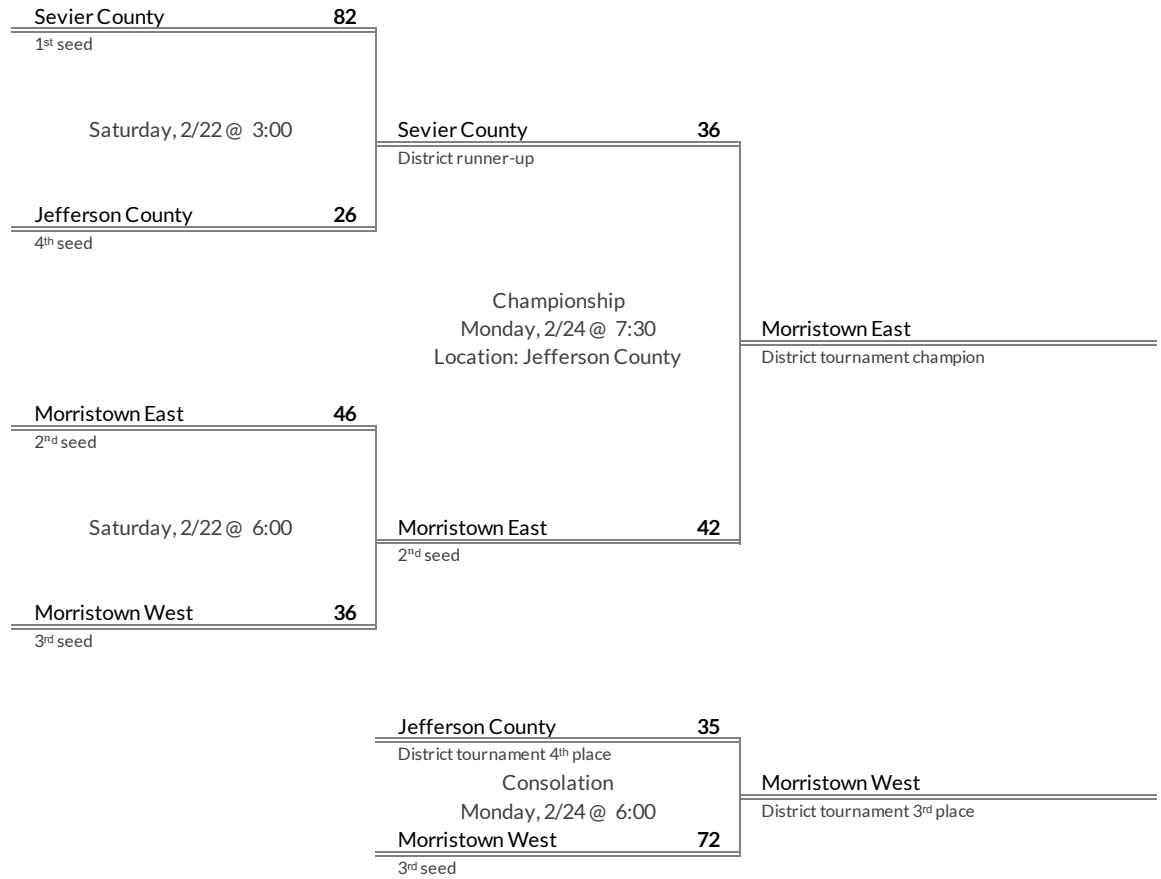 Sevier County 82
1st seed
Saturday, 2/22 @ 3:00
Sevier County 36
District runner-up
Jefferson County 26
4th seed
Championship
Monday, 2/24 @ 7:30
Location: Jefferson County
Morristown East
District tournament champion
Morristown East 46
2nd seed
Saturday, 2/22 @ 6:00
Morristown East 42
2nd seed
Morristown West 36
3rd seed
Jefferson County 35
District tournament 4th place
Consolation
Monday, 2/24 @ 6:00
Morristown West
District tournament 3rd place
Morristown West 72
3rd seed